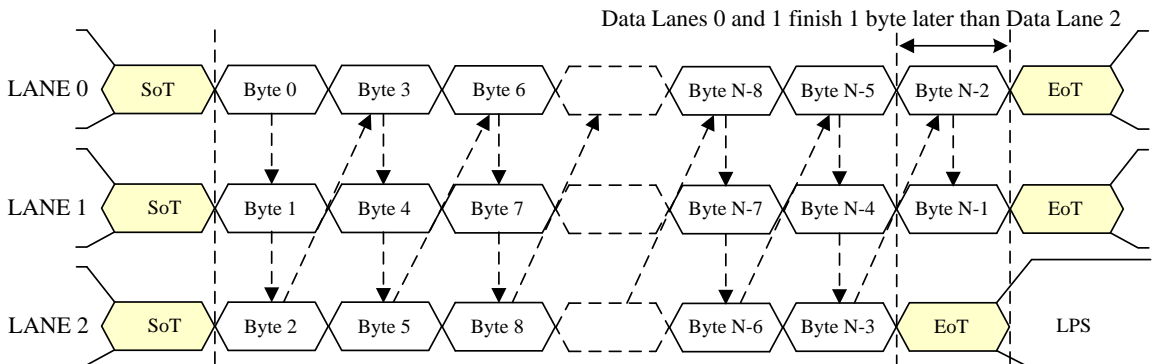 Data Lanes 0 and 1 finish 1 byte later than Data Lane 2
LANE 0 SoT Byte 0 Byte 3 Byte 6 Byte N-8 Byte N-5 Byte N-2 EoT
LANE 1 SoT Byte 1 Byte 4 Byte 7 Byte N-7 Byte N-4 Byte N-1 EoT
LANE 2 SoT Byte 2 Byte 5 Byte 8 Byte N-6 Byte N-3 EoT LPS